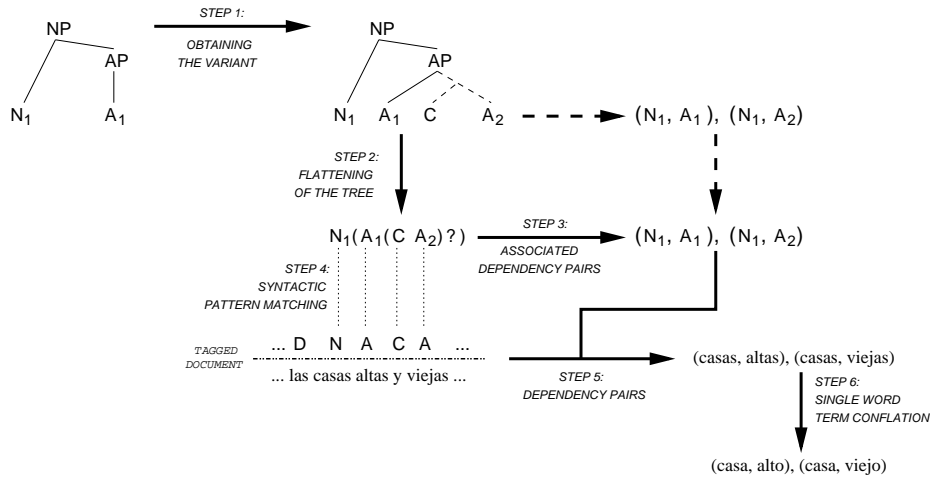 STEP 1:
NP
NP
OBTAINING
THE VARIANT
AP
AP
N1 A1
N1 A1 C A2
(N1, A1), (N1, A2)
STEP 2:
FLATTENING
OF THE TREE
STEP 3:
N1(A1(C A2)?)
(N1, A1), (N1, A2)
ASSOCIATED
DEPENDENCY PAIRS
STEP 4:
SYNTACTIC
PATTERN MATCHING
TAGGED
DOCUMENT
... D N A C A ...
... las casas altas y viejas ...
STEP 5:
DEPENDENCY PAIRS
(casas, altas), (casas, viejas)
STEP 6:
SINGLE WORD
TERM CONFLATION
(casa, alto), (casa, viejo)